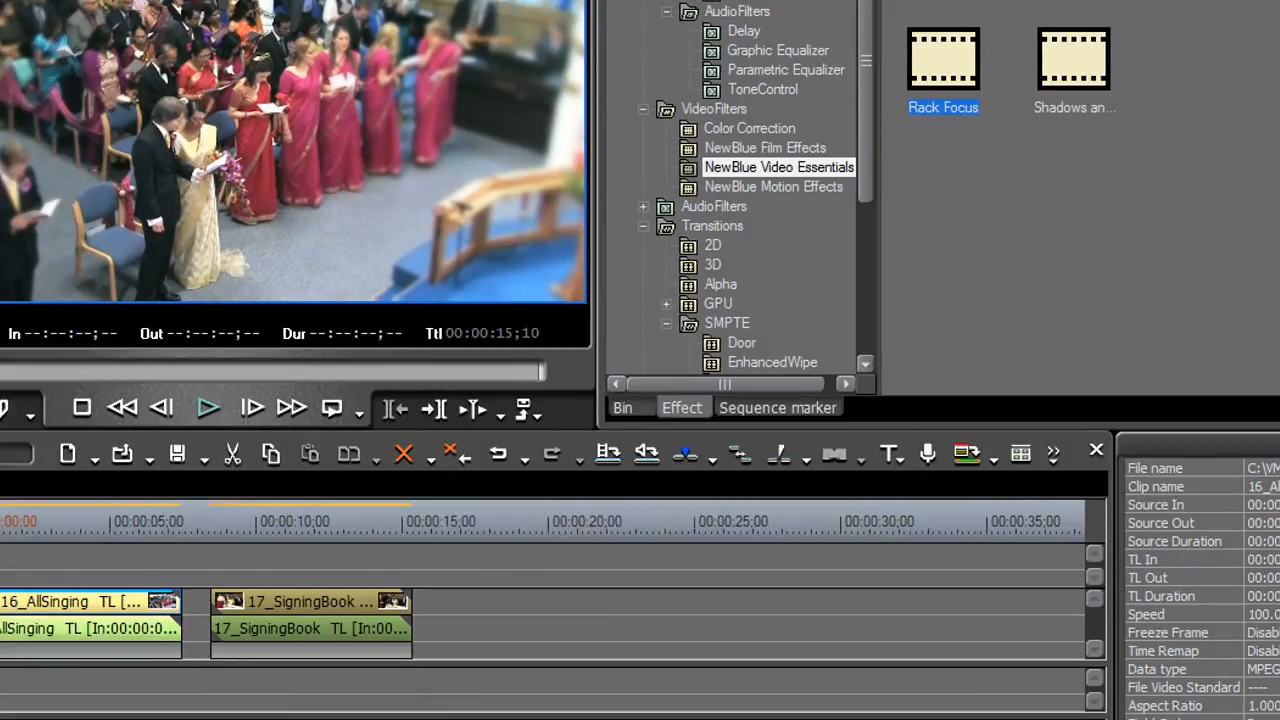 AudioFilters
Delay
Graphic Equalizer
Parametric Equalizer
ToneControl
VideoFilters
Color Correction
NewBlue Film Effects
NewBlue Video Essentials
NewBlue Motion Effects
AudioFilters
Transitions
2D
3D
Alpha
GPU
SMPTE
Door
EnhancedWipe
Rack Focus
Shadows an...
In --:--:--;-- Out --:--:--;-- Dur --:--:--;-- Ttl 00:00:15;10
Bin Effect Sequence marker
:00:00 00:00:05;00 00:00:10;00 00:00:15;00 00:00:20;00 00:00:25;00 00:00:30;00 00:00:35;00
16_AllSinging TL [... 17_SigningBook ...
AllSinging TL [In:00:00:0... 17_SigningBook TL [In:00...
File name C:\VM
Clip name 16_Al
Source In 00:00
Source Out 00:00
Source Duration 00:00
TL In 00:00
TL Out 00:00
TL Duration 00:00
Speed 100.0
Freeze Frame Disab
Time Remap Disab
Data type MPEG
File Video Standard ----
Aspect Ratio 1.000